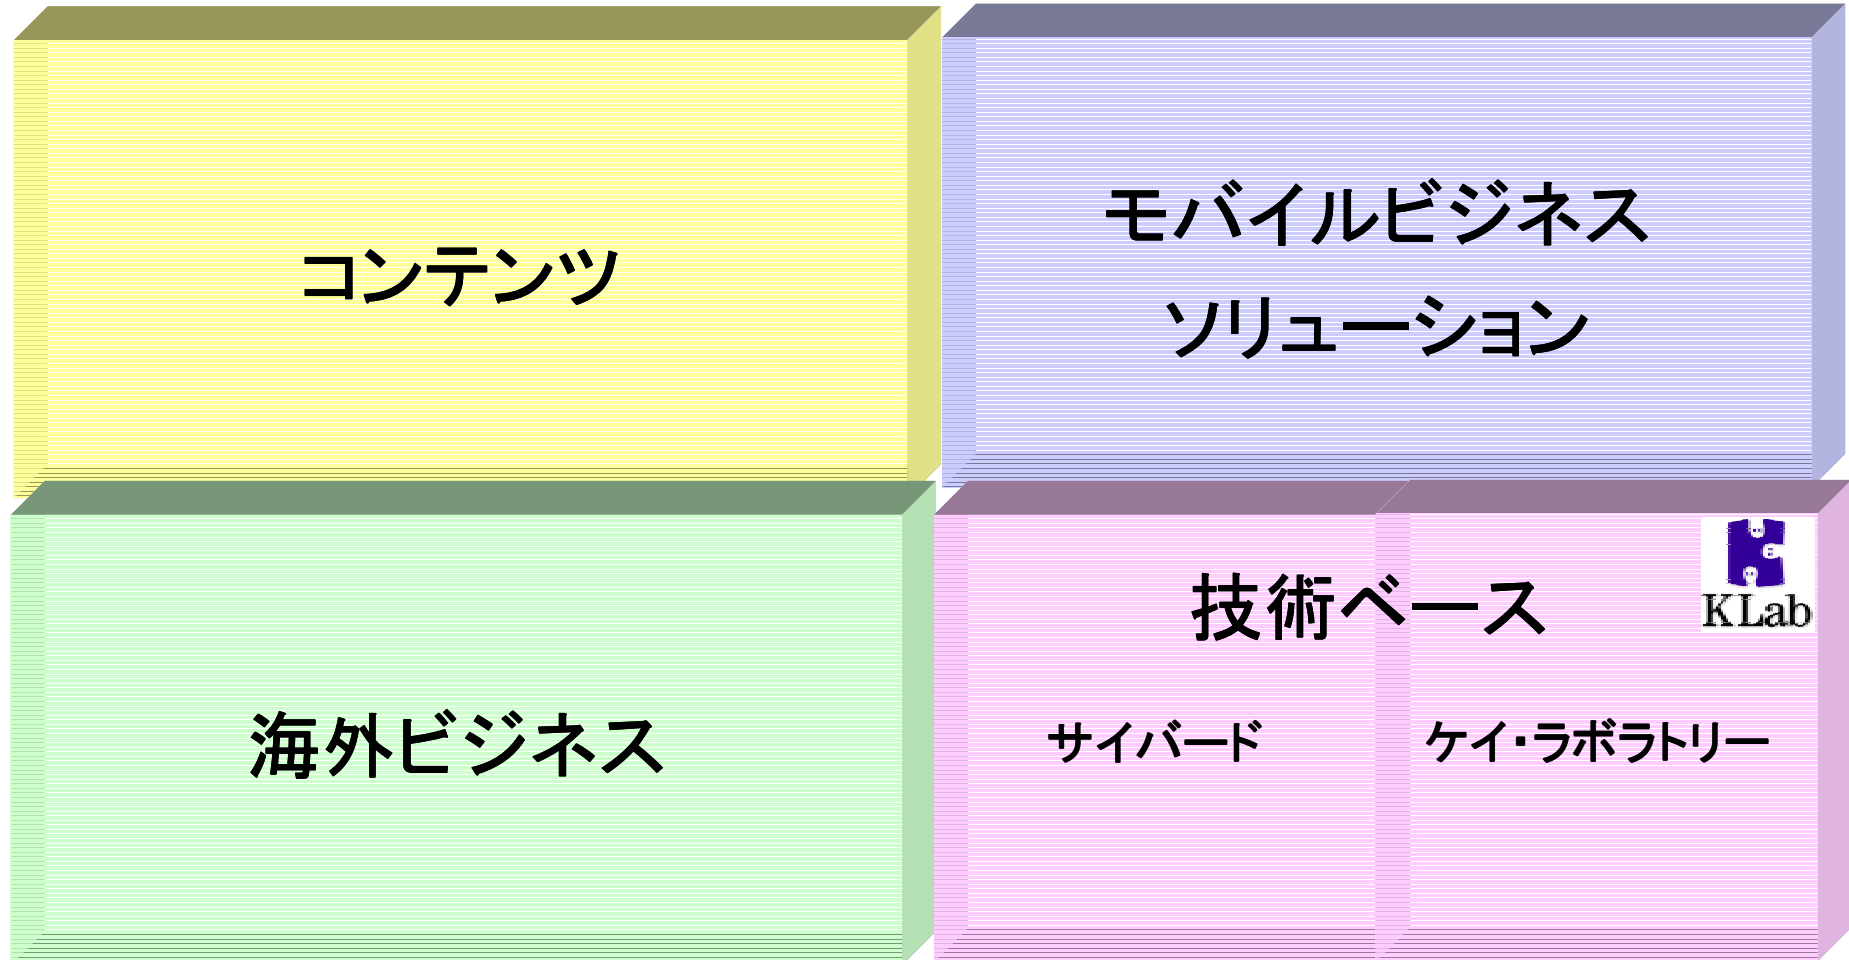 コンテンツ
モバイルビジネス
ソリューション
海外ビジネス
技術ベース
KLab
サイバード
ケイ・ラボラトリー